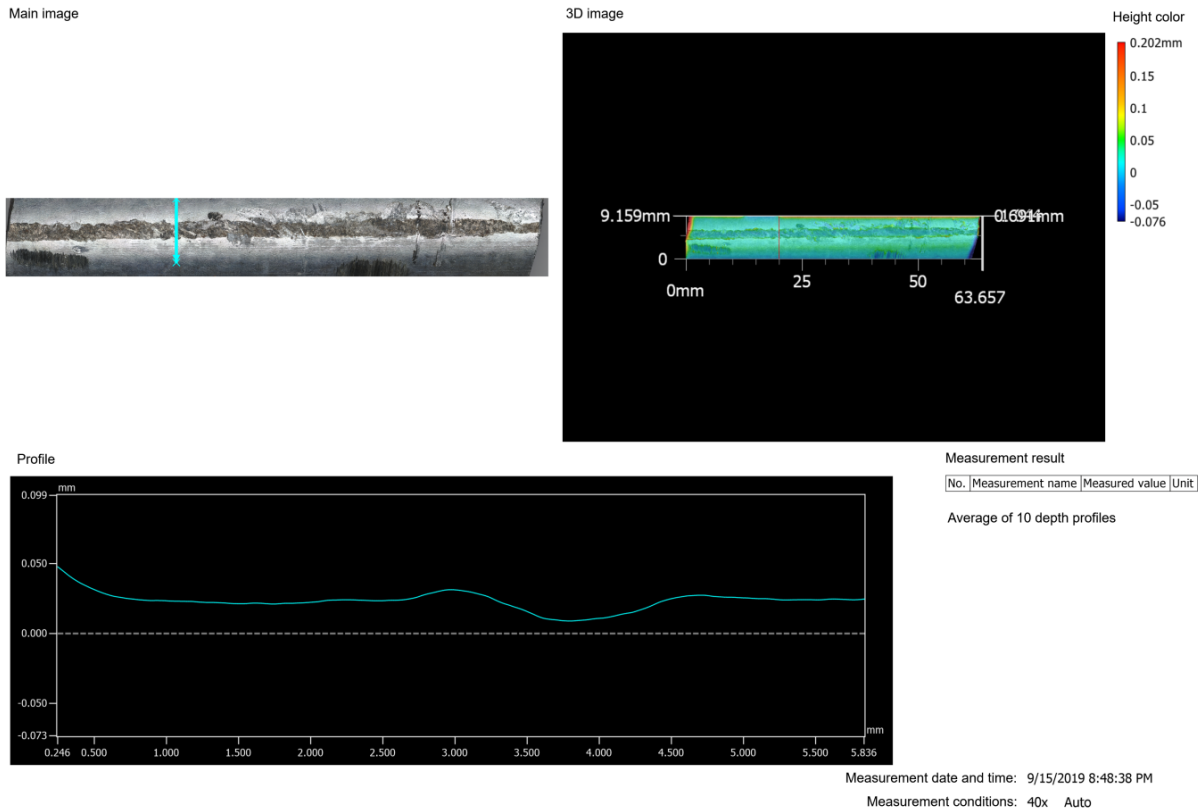 Main image
3D image
Height color
0.202mm
0.15
0.1
0.05
0
-0.05
-0.076
9.159mm
0
0mm
25
50
63.657
Profile
mm
0.099
0.050
0.000
-0.050
-0.073
0.246 0.500 1.000 1.500 2.000 2.500 3.000 3.500 4.000 4.500 5.000 5.500 5.836
mm
Measurement result
No. Measurement name Measured value Unit
Average of 10 depth profiles
Measurement date and time: 9/15/2019 8:48:38 PM
Measurement conditions: 40x Auto